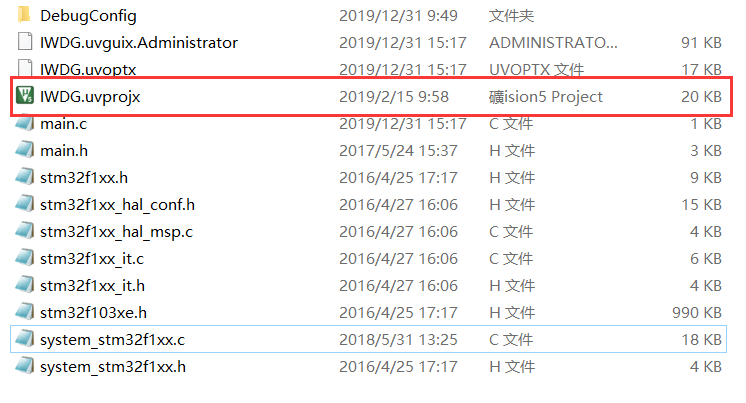 DebugConfig 2019/12/31 9:49 文件夹
IWDG.uvguix.Administrator 2019/12/31 15:17 ADMINISTRATO... 91 KB
IWDG.uvoptx 2019/12/31 15:17 UVOPTX 文件 17 KB
IWDG.uvprojx 2019/2/15 9:58 礦ision5 Project 20 KB
main.c 2019/12/31 15:17 C 文件 1 KB
main.h 2017/5/24 15:37 H 文件 3 KB
stm32f1xx.h 2016/4/25 17:17 H 文件 9 KB
stm32f1xx_hal_conf.h 2016/4/27 16:06 H 文件 15 KB
stm32f1xx_hal_msp.c 2016/4/27 16:06 C 文件 4 KB
stm32f1xx_it.c 2016/4/27 16:06 C 文件 6 KB
stm32f1xx_it.h 2016/4/27 16:06 H 文件 4 KB
stm32f103xe.h 2016/4/25 17:17 H 文件 990 KB
system_stm32f1xx.c 2018/5/31 13:25 C 文件 18 KB
system_stm32f1xx.h 2016/4/25 17:17 H 文件 4 KB